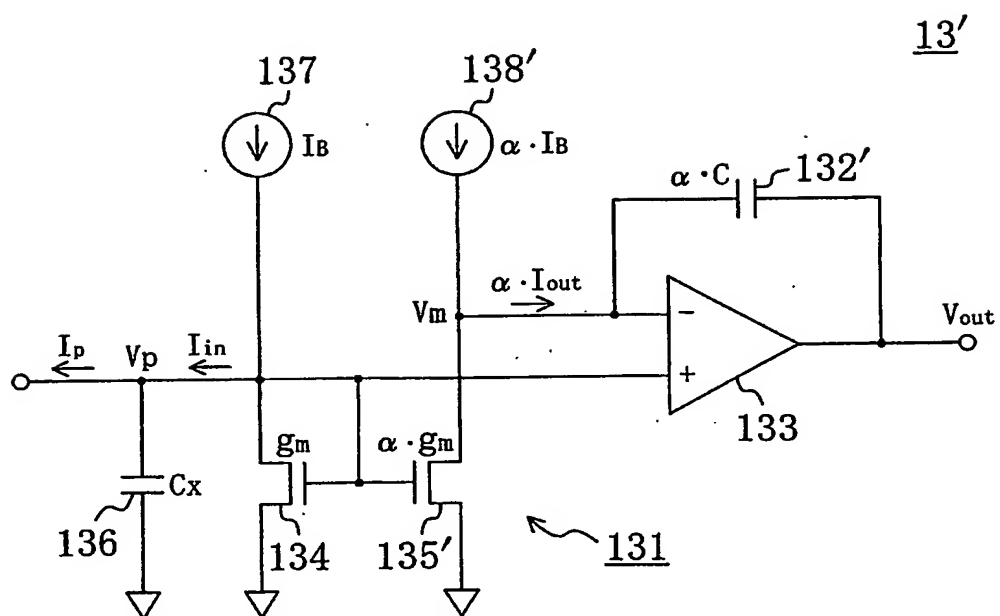 13'
137
138'
IB
α · IB
α · C
132'
α · Iout
Vm
−
Vout
Ip
Vp
Iin
+
133
gm
α · gm
Cx
136
134
135'
131